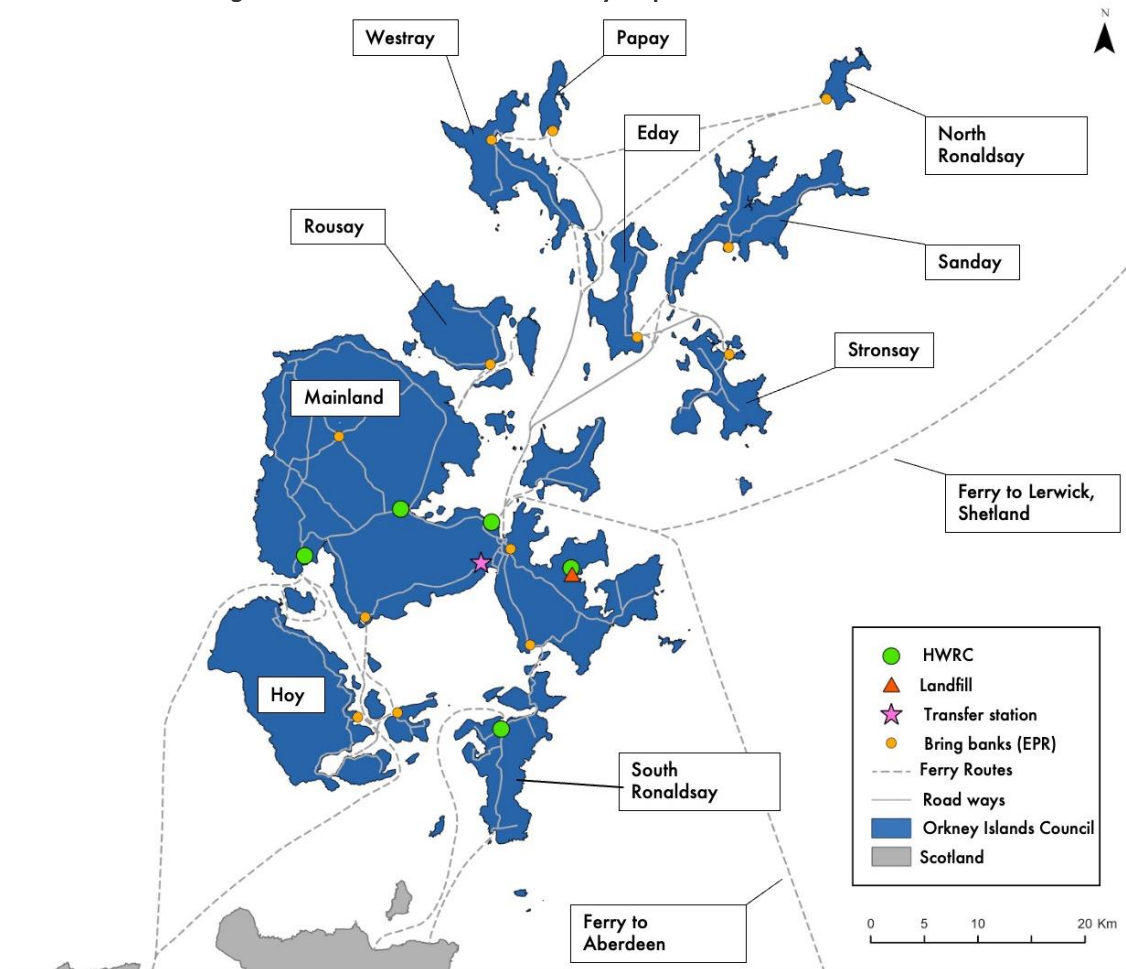 Westray
Papay
N
Eday
North
Ronaldsay
Rousay
Sanday
Stronsay
Mainland
Ferry to Lerwick,
Shetland
Hoy
HWRC
Landfill
Transfer station
Bring banks (EPR)
Ferry Routes
Road ways
Orkney Islands Council
Scotland
South
Ronaldsay
Ferry to
Aberdeen
0 5 10 20 Km